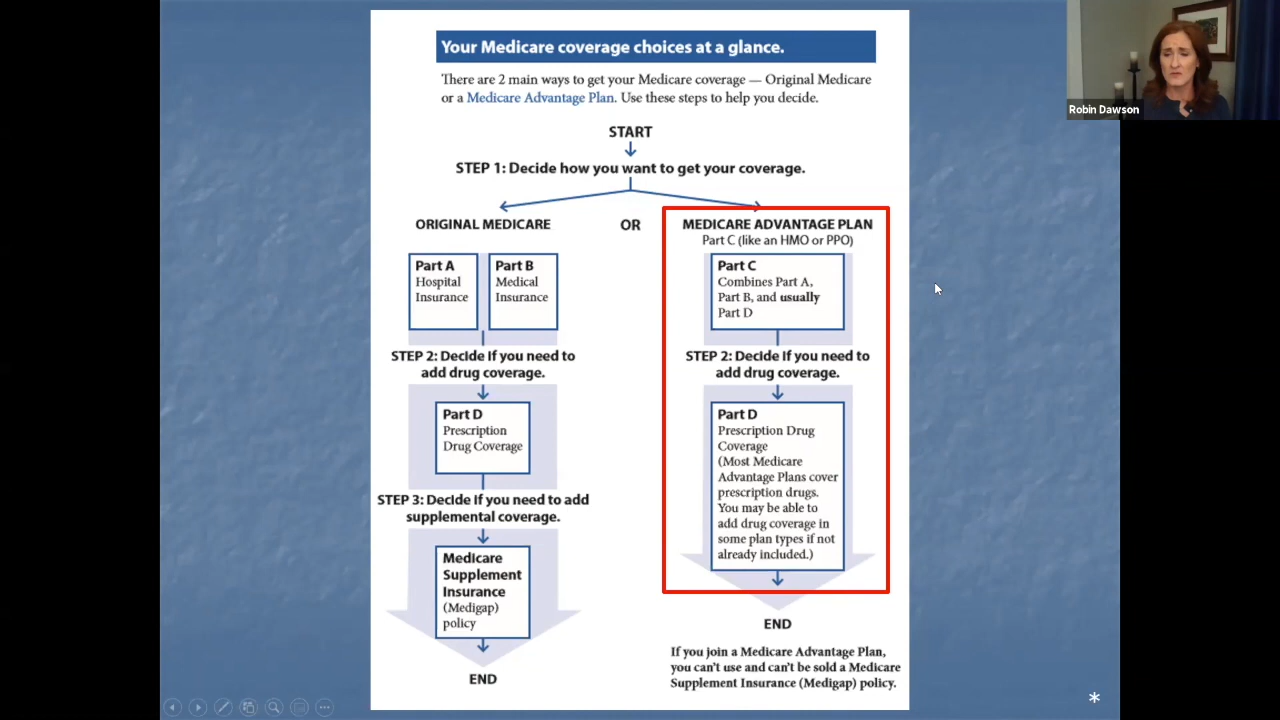 Your Medicare coverage choices at a glance.
There are 2 main ways to get your Medicare coverage — Original Medicare
or a Medicare Advantage Plan. Use these steps to help you decide.
START
STEP 1: Decide how you want to get your coverage.
ORIGINAL MEDICARE
OR
MEDICARE ADVANTAGE PLAN
Part C (like an HMO or PPO)
Part A
Hospital
Insurance
Part B
Medical
Insurance
STEP 2: Decide if you need to
add drug coverage.
Part D
Prescription
Drug Coverage
STEP 3: Decide if you need to add
supplemental coverage.
Medicare
Supplement
Insurance
(Medigap)
policy
END
Part C
Combines Part A,
Part B, and usually
Part D
STEP 2: Decide if you need to
add drug coverage.
Part D
Prescription Drug
Coverage
(Most Medicare
Advantage Plans cover
prescription drugs.
You may be able to
add drug coverage in
some plan types if not
already included.)
END
If you join a Medicare Advantage Plan,
you can't use and can't be sold a Medicare
Supplement Insurance (Medigap) policy.
Robin Dawson
*